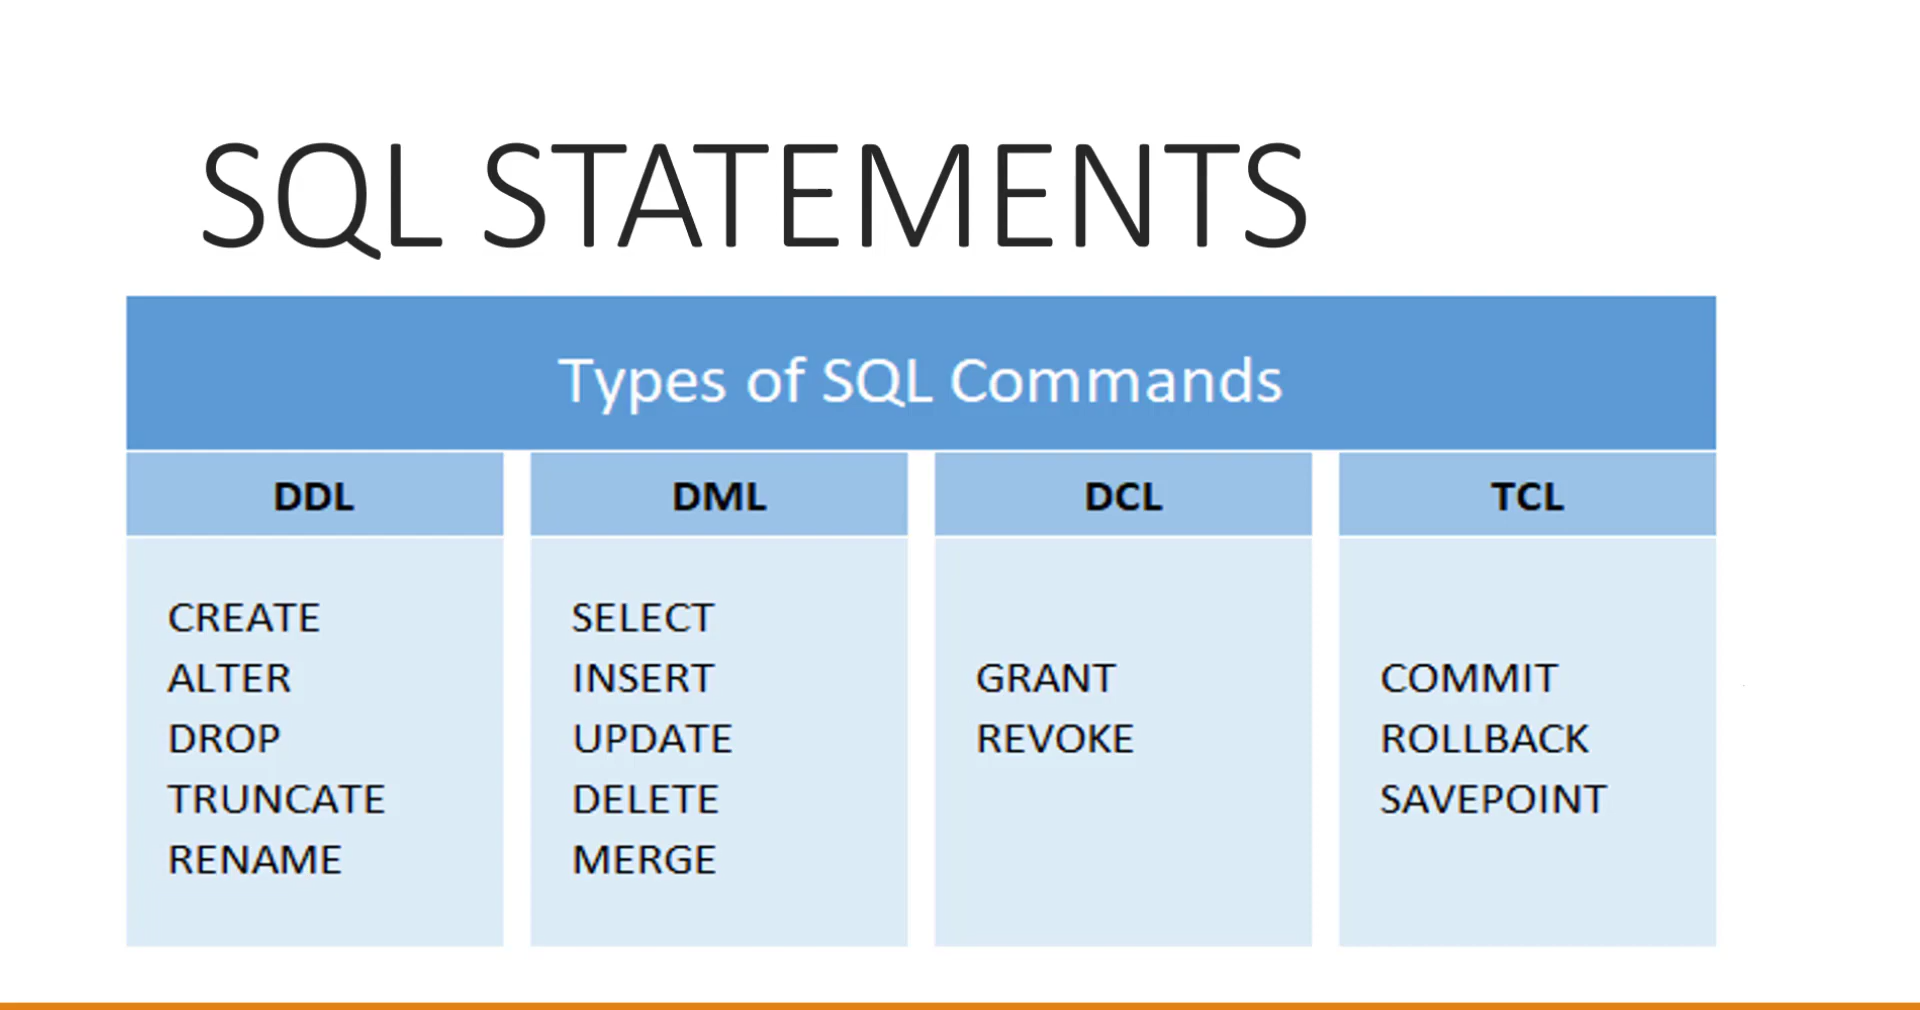 SQL STATEMENTS
Types of SQL Commands
DDL
CREATE
ALTER
DROP
TRUNCATE
RENAME
DML
SELECT
INSERT
UPDATE
DELETE
MERGE
DCL
GRANT
REVOKE
TCL
COMMIT
ROLLBACK
SAVEPOINT